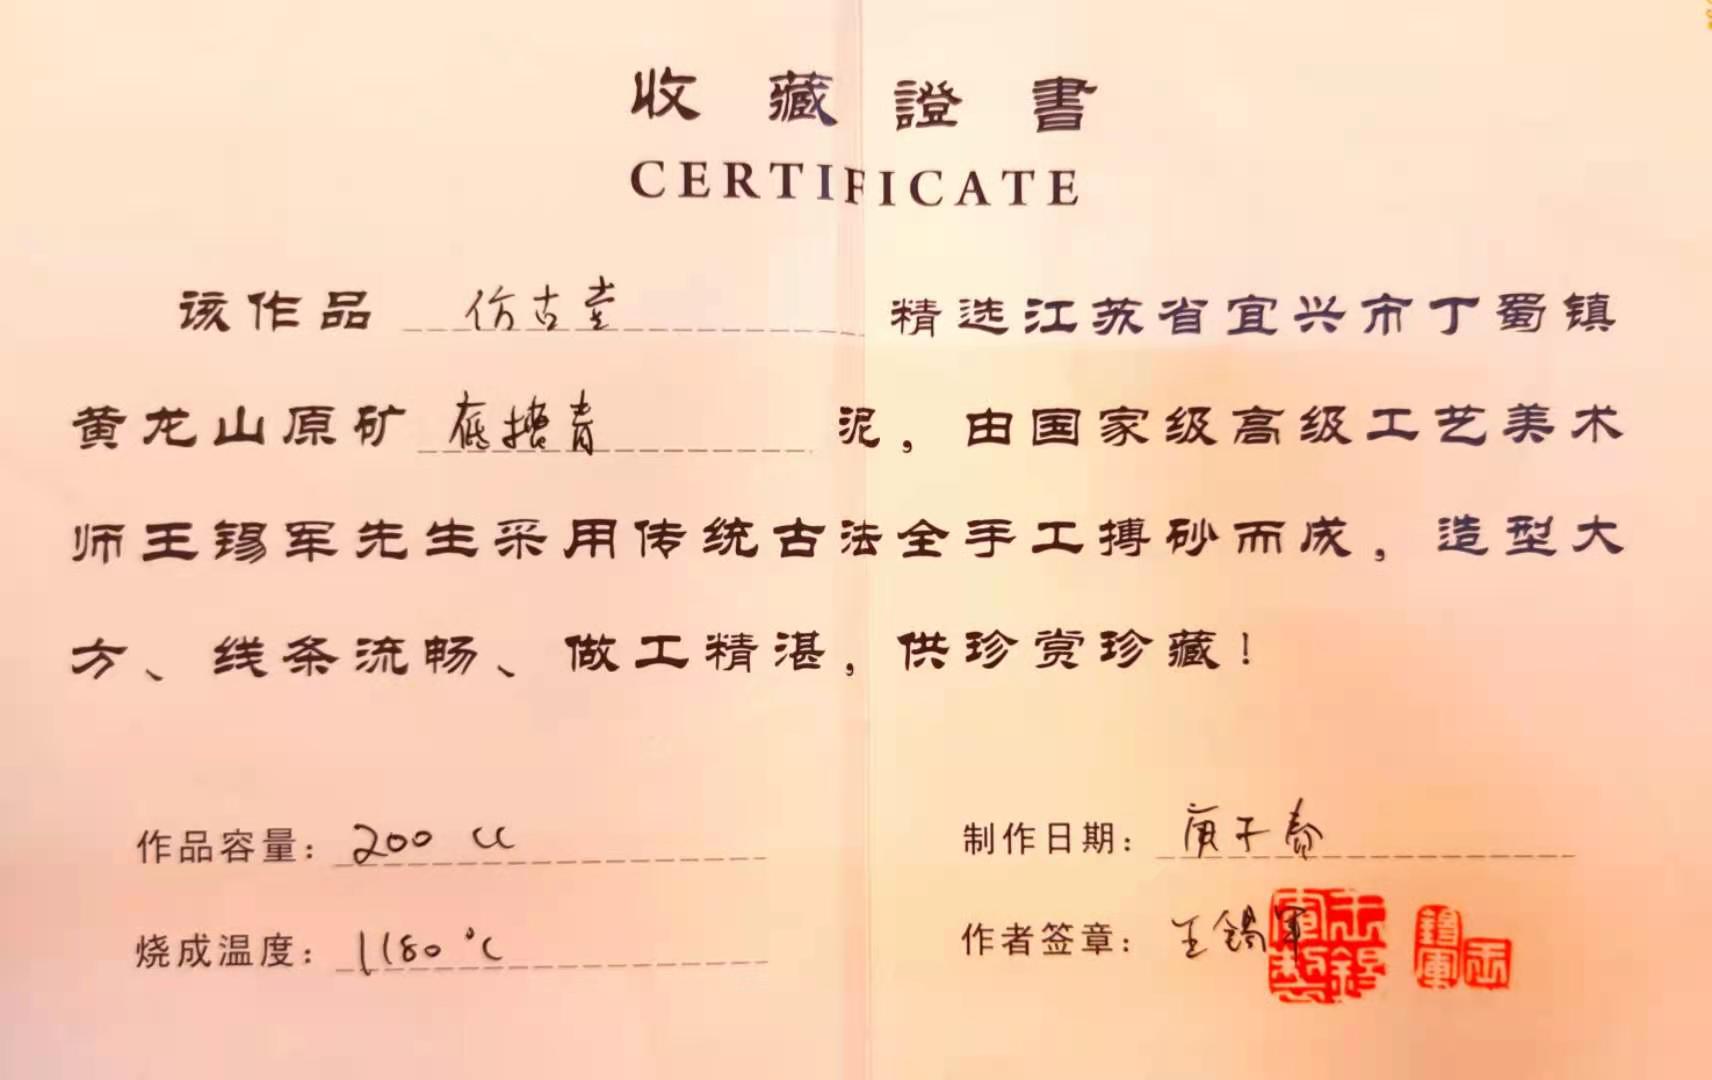 收藏證書
CERTIFICATE
该作品 仿古壶 精选江苏省宜兴市丁蜀镇
黄龙山原矿 底槽青 泥，由国家级高级工艺美术
师王锡军先生采用传统古法全手工搏砂而成，造型大
方、线条流畅、做工精湛，供珍赏珍藏！
作品容量：200 cc
制作日期：庚子春
烧成温度：1180℃
作者签章：王锡军